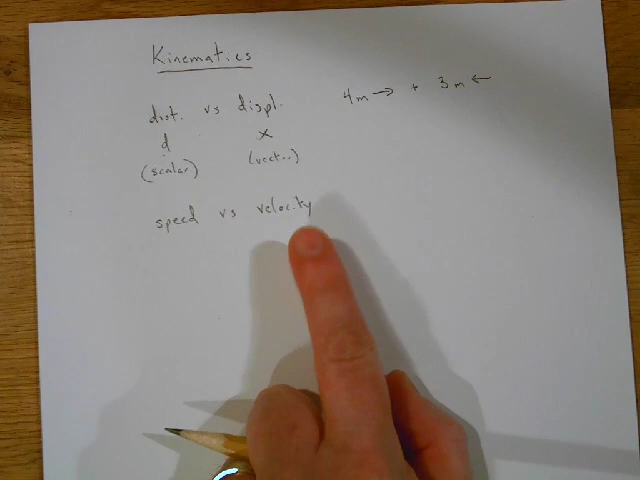 Kinematics
dist. vs displ. 4m → + 3m ←
d x
(scalar) (vector)
speed vs velocity